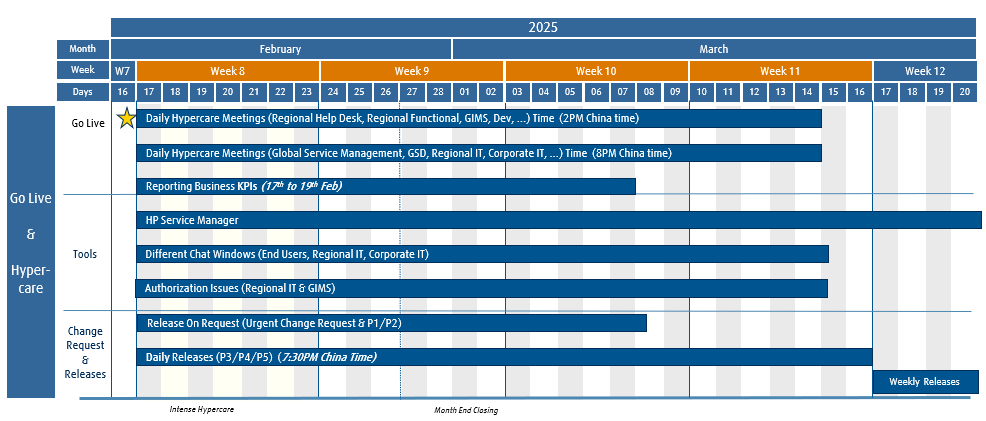 2025
Month February March
Week W7 Week 8 Week 9 Week 10 Week 11 Week 12
Days 16 17 18 19 20 21 22 23 24 25 26 27 28 01 02 03 04 05 06 07 08 09 10 11 12 13 14 15 16 17 18 19 20
Go Live
&
Hyper-
care
Go Live
Daily Hypercare Meetings (Regional Help Desk, Regional Functional, GIMS, Dev, ...) Time (2PM China time)
Daily Hypercare Meetings (Global Service Management, GSD, Regional IT, Corporate IT, ...) Time (8PM China time)
Reporting Business KPIs (17th to 19th Feb)
Tools
HP Service Manager
Different Chat Windows (End Users, Regional IT, Corporate IT)
Authorization Issues (Regional IT & GIMS)
Change
Request
&
Releases
Release On Request (Urgent Change Request & P1/P2)
Daily Releases (P3/P4/P5) (7:30PM China Time)
Weekly Releases
Intense Hypercare
Month End Closing